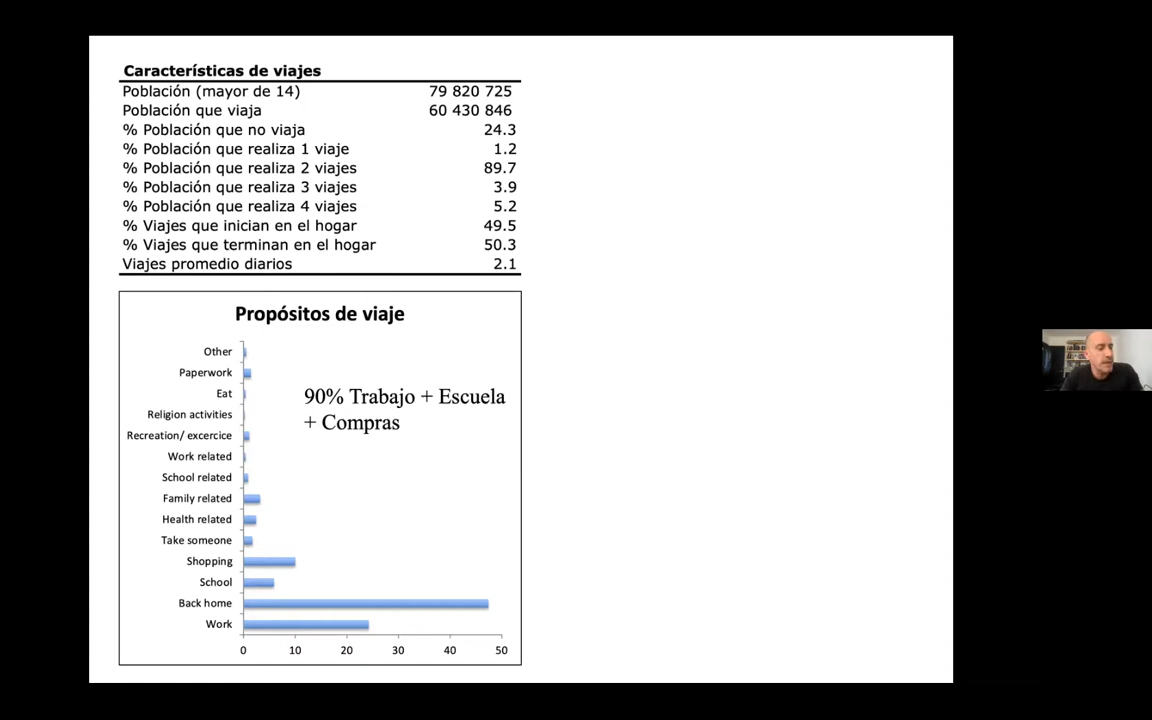 Características de viajes
Población (mayor de 14) 79 820 725
Población que viaja 60 430 846
% Población que no viaja 24.3
% Población que realiza 1 viaje 1.2
% Población que realiza 2 viajes 89.7
% Población que realiza 3 viajes 3.9
% Población que realiza 4 viajes 5.2
% Viajes que inician en el hogar 49.5
% Viajes que terminan en el hogar 50.3
Viajes promedio diarios 2.1
Propósitos de viaje
Other
Paperwork
Eat
90% Trabajo + Escuela
+ Compras
Religion activities
Recreation/ excercice
Work related
School related
Family related
Health related
Take someone
Shopping
School
Back home
Work
0 10 20 30 40 50